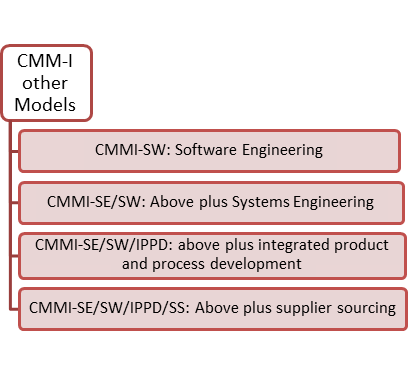 CMM-I
other
Models
CMMI-SW: Software Engineering
CMMI-SE/SW: Above plus Systems Engineering
CMMI-SE/SW/IPPD: above plus integrated product
and process development
CMMI-SE/SW/IPPD/SS: Above plus supplier sourcing